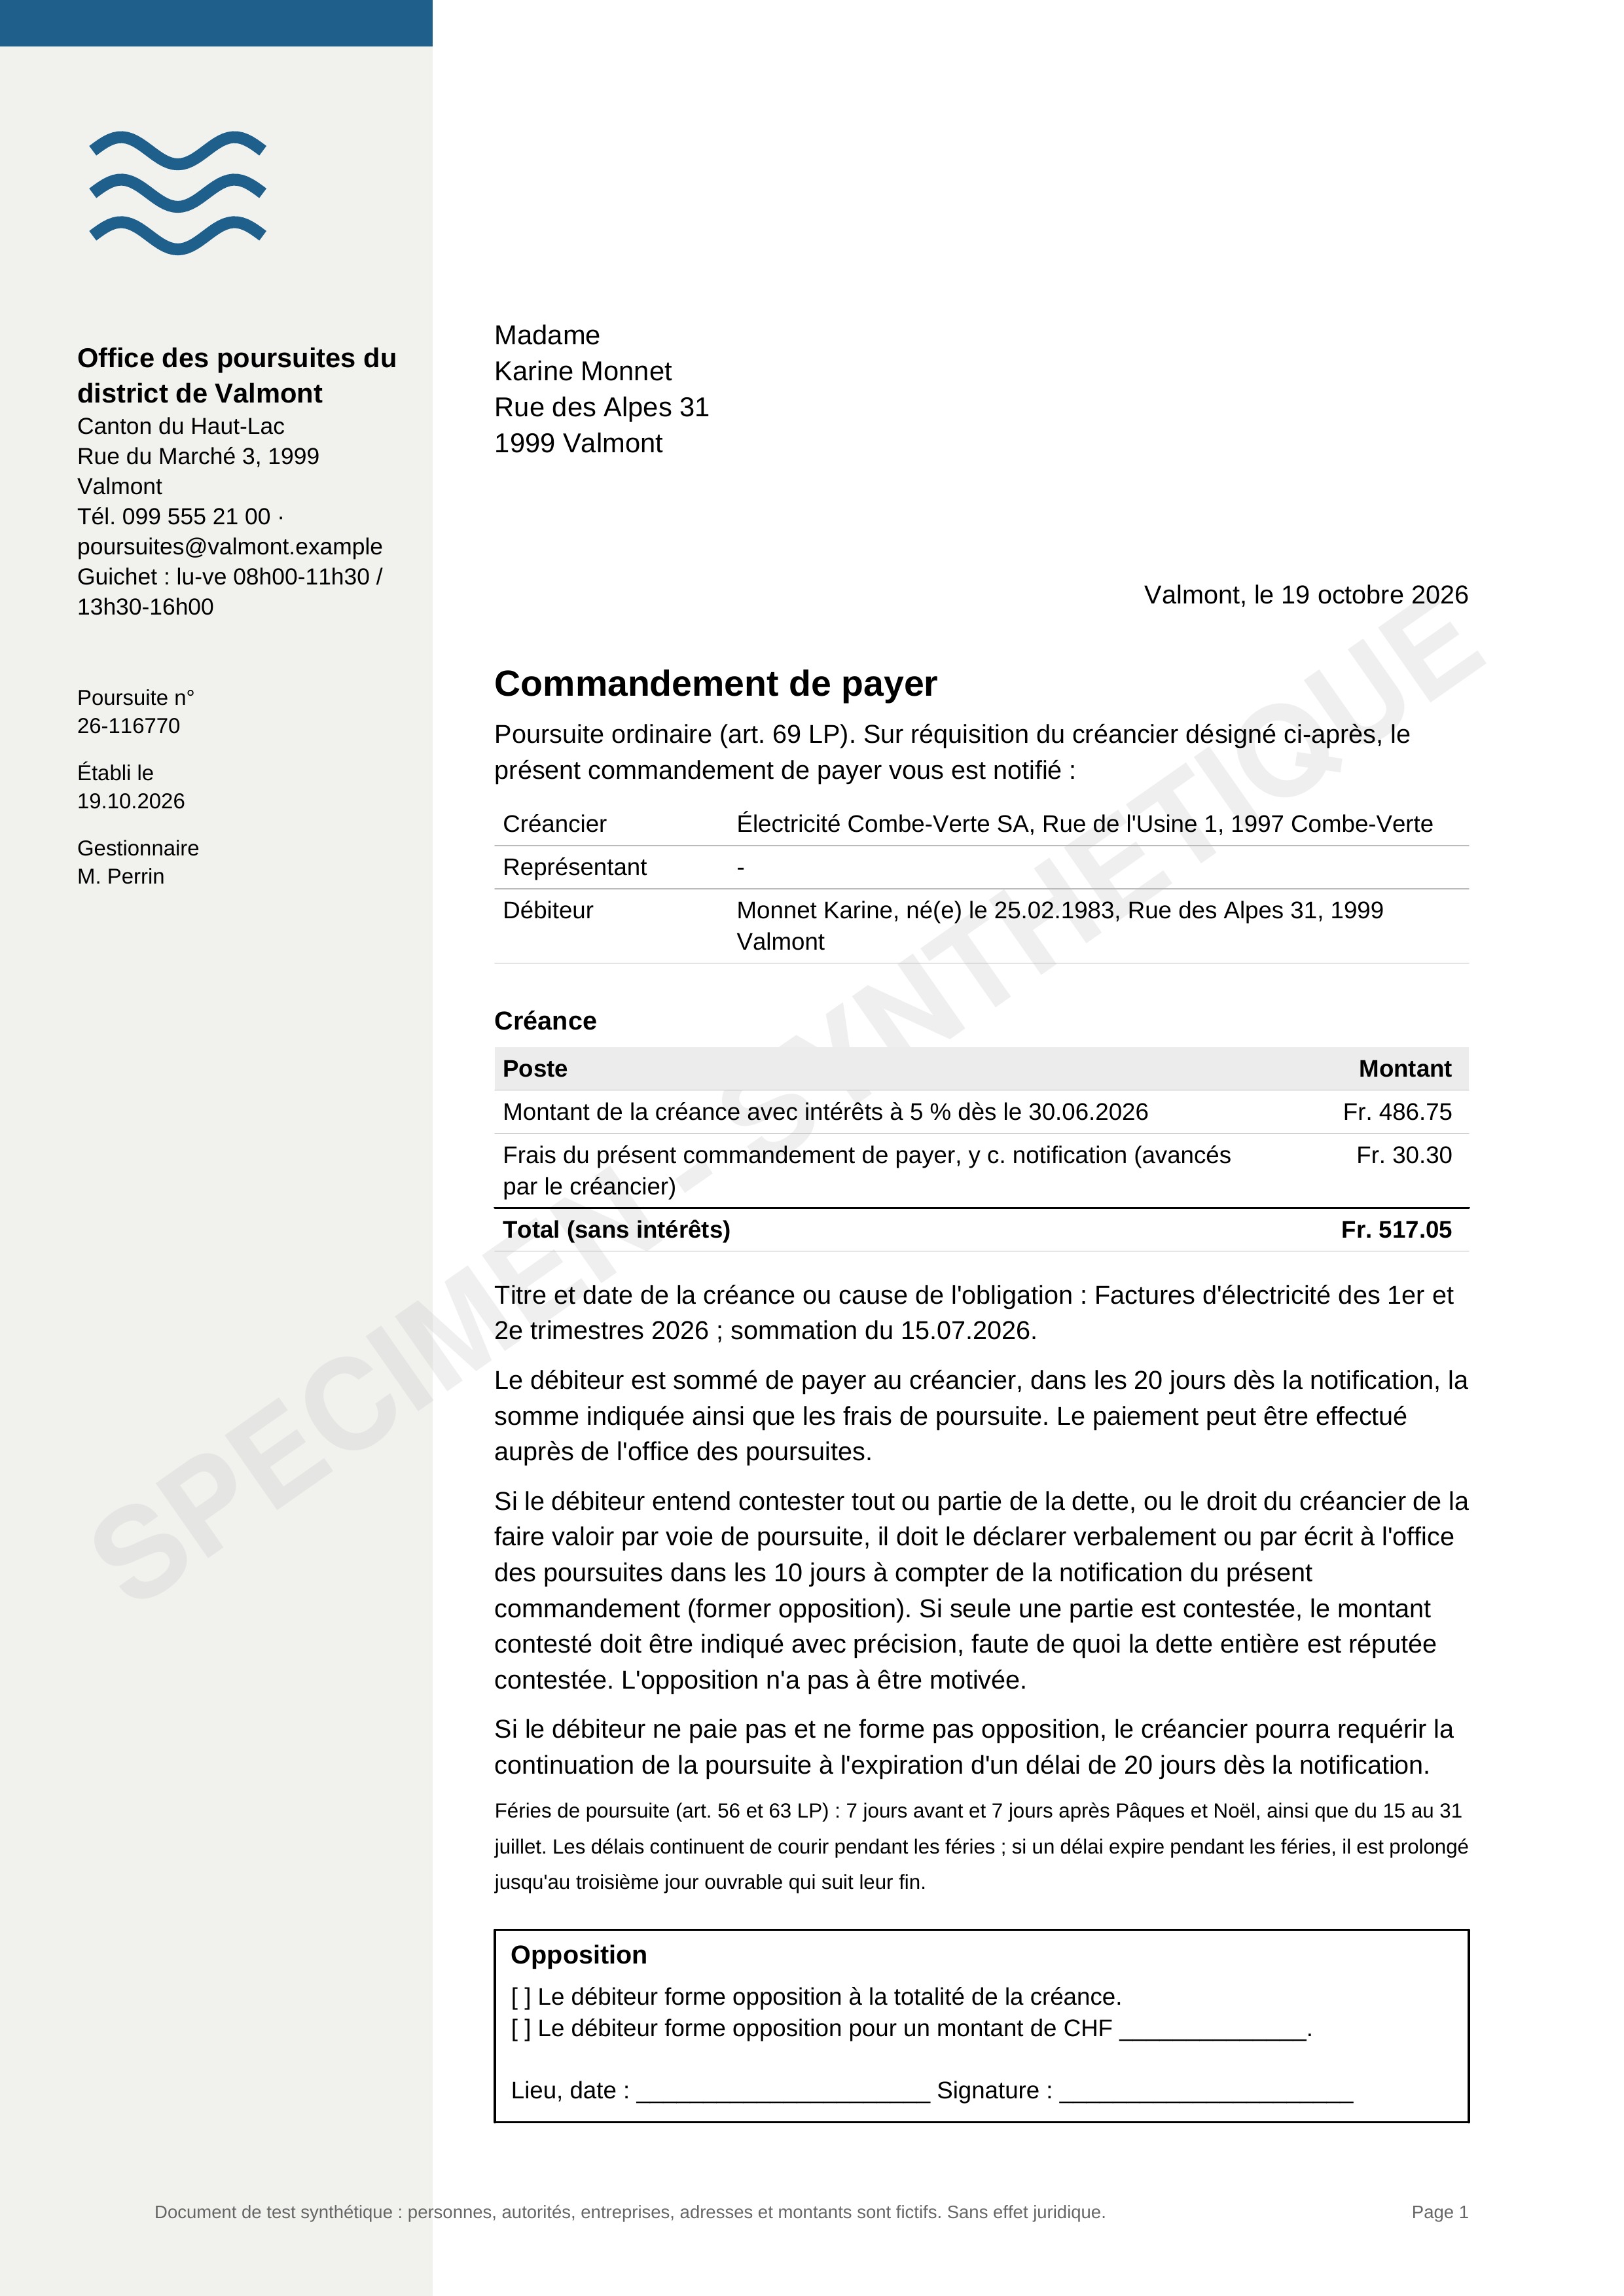 Office des poursuites du
district de Valmont
Canton du Haut-Lac
Rue du Marché 3, 1999
Valmont
Tél. 099 555 21 00 ·
poursuites@valmont.example
Guichet : lu-ve 08h00-11h30 /
13h30-16h00
Poursuite n°
26-116770
Établi le
19.10.2026
Gestionnaire
M. Perrin
Madame
Karine Monnet
Rue des Alpes 31
1999 Valmont
Valmont, le 19 octobre 2026
Commandement de payer
Poursuite ordinaire (art. 69 LP). Sur réquisition du créancier désigné ci-après, le
présent commandement de payer vous est notifié :
Créancier Électricité Combe-Verte SA, Rue de l'Usine 1, 1997 Combe-Verte
Représentant -
Débiteur Monnet Karine, né(e) le 25.02.1983, Rue des Alpes 31, 1999
Valmont
Créance
Poste Montant
Montant de la créance avec intérêts à 5 % dès le 30.06.2026 Fr. 486.75
Frais du présent commandement de payer, y c. notification (avancés Fr. 30.30
par le créancier)
Total (sans intérêts) Fr. 517.05
Titre et date de la créance ou cause de l'obligation : Factures d'électricité des 1er et
2e trimestres 2026 ; sommation du 15.07.2026.
Le débiteur est sommé de payer au créancier, dans les 20 jours dès la notification, la
somme indiquée ainsi que les frais de poursuite. Le paiement peut être effectué
auprès de l'office des poursuites.
Si le débiteur entend contester tout ou partie de la dette, ou le droit du créancier de la
faire valoir par voie de poursuite, il doit le déclarer verbalement ou par écrit à l'office
des poursuites dans les 10 jours à compter de la notification du présent
commandement (former opposition). Si seule une partie est contestée, le montant
contesté doit être indiqué avec précision, faute de quoi la dette entière est réputée
contestée. L'opposition n'a pas à être motivée.
Si le débiteur ne paie pas et ne forme pas opposition, le créancier pourra requérir la
continuation de la poursuite à l'expiration d'un délai de 20 jours dès la notification.
Féries de poursuite (art. 56 et 63 LP) : 7 jours avant et 7 jours après Pâques et Noël, ainsi que du 15 au 31
juillet. Les délais continuent de courir pendant les féries ; si un délai expire pendant les féries, il est prolongé
jusqu'au troisième jour ouvrable qui suit leur fin.
Opposition
[ ] Le débiteur forme opposition à la totalité de la créance.
[ ] Le débiteur forme opposition pour un montant de CHF ______________.
Lieu, date : ______________________ Signature : ______________________
SPECIMEN - SYNTHETIQUE
Document de test synthétique : personnes, autorités, entreprises, adresses et montants sont fictifs. Sans effet juridique. Page 1